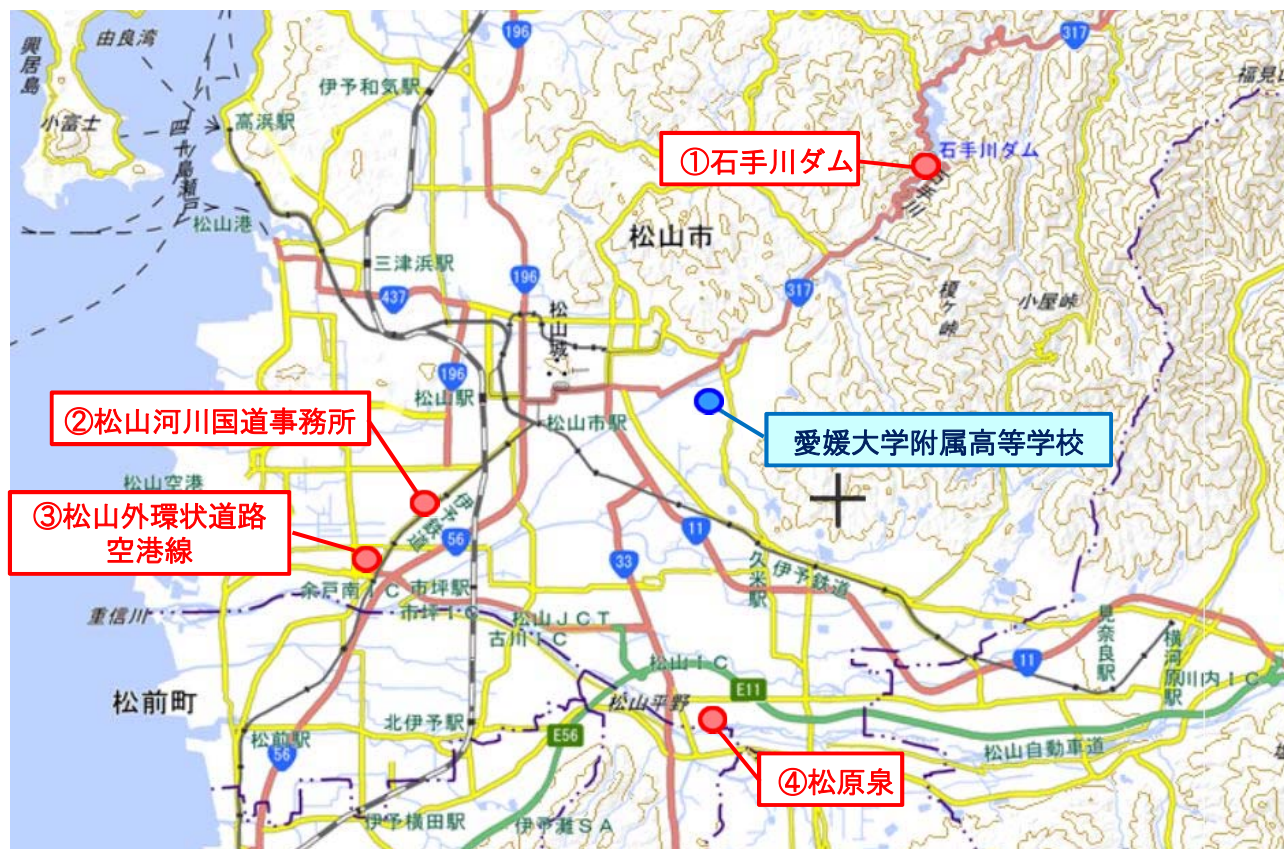 興居島
由良湾
196
317
伊予和気駅
福見山
小富士
高浜駅
四十島瀬戸
①石手川ダム
石手川ダム
石手川
松山港
松山市
三津浜駅
196
317
437
榎ケ峠
小屋峠
松山城
196
松山駅
②松山河川国道事務所
松山市駅
愛媛大学附属高等学校
松山空港
③松山外環状道路
空港線
伊予鉄道
56
11
33
久米駅
伊予鉄道
余戸南IC
市坪駅
重信川
市坪IC
松山JCT
古川IC
見奈良駅
横河原駅
11
松山IC
川内IC
E11
松前町
松山平野
北伊予駅
E56
松前駅
56
松山自動車道
④松原泉
伊予横田駅
伊予灘SA